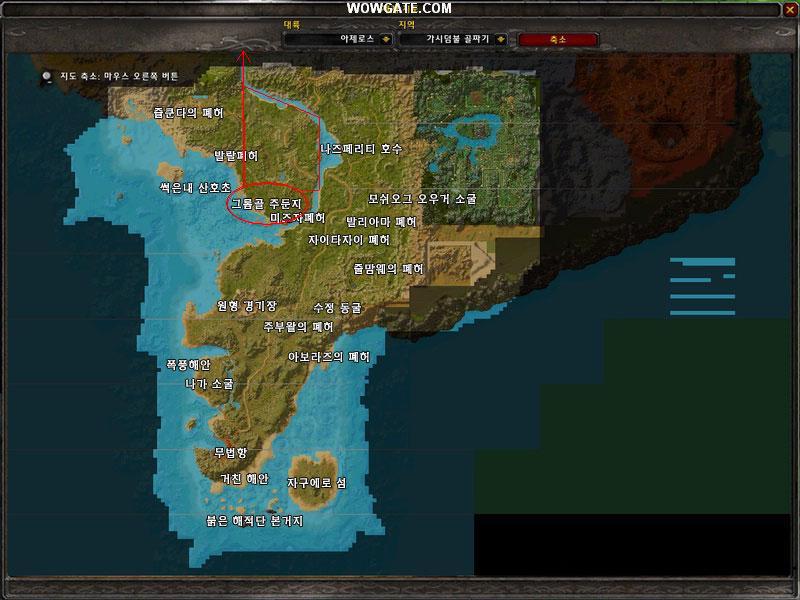 WOWGATE.COM
대륙
지역
아제로스
가시덤불 골짜기
축소
지도 축소: 마우스 오른쪽 버튼
쥴쿤다의 폐허
발랄폐허
나즈페리티 호수
썩은내 산호초
그롬골 주둔지
모쉬오그 오우거 소굴
미즈자폐허
발리아마 폐허
자이타자이 폐허
쥴맘웨의 폐허
원형 경기장
수정 동굴
주부왈의 폐허
아보라즈의 폐허
폭풍해안
나가 소굴
무법항
거친 해안
자구에로 섬
붉은 해적단 본거지